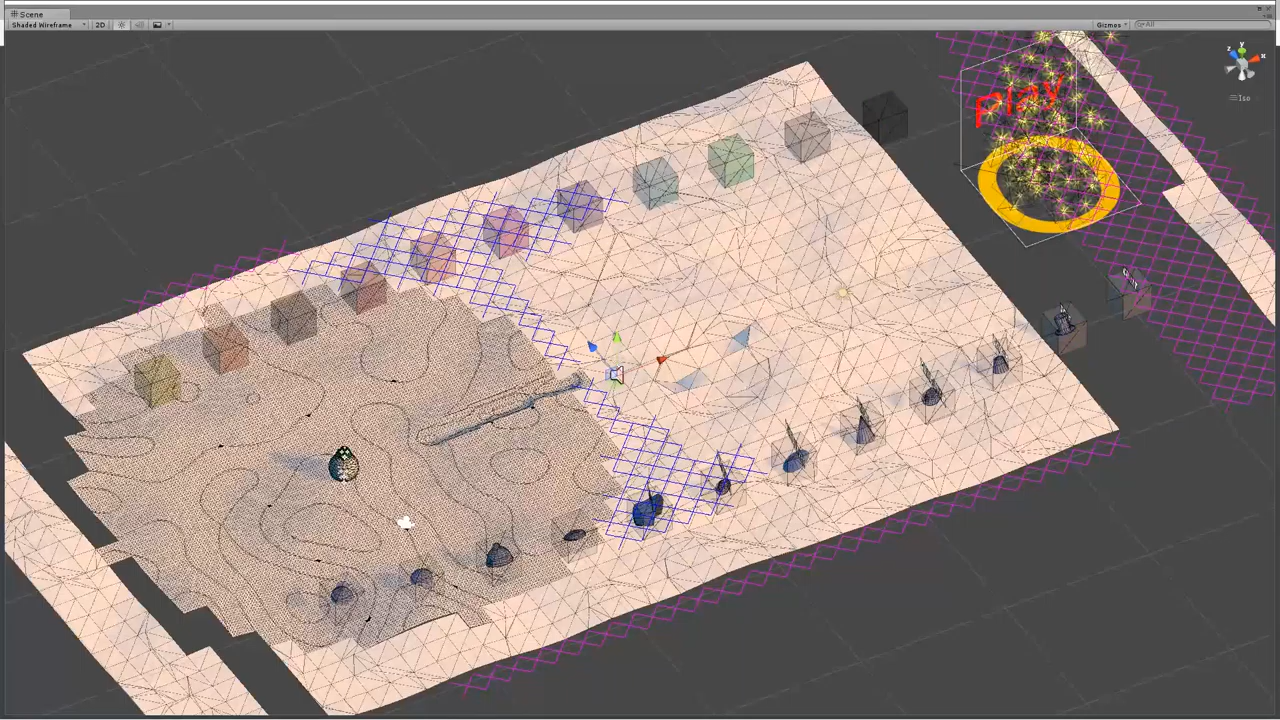 Scene
Shaded Wireframe
2D
Gizmos
All
y
z
x
Iso
play